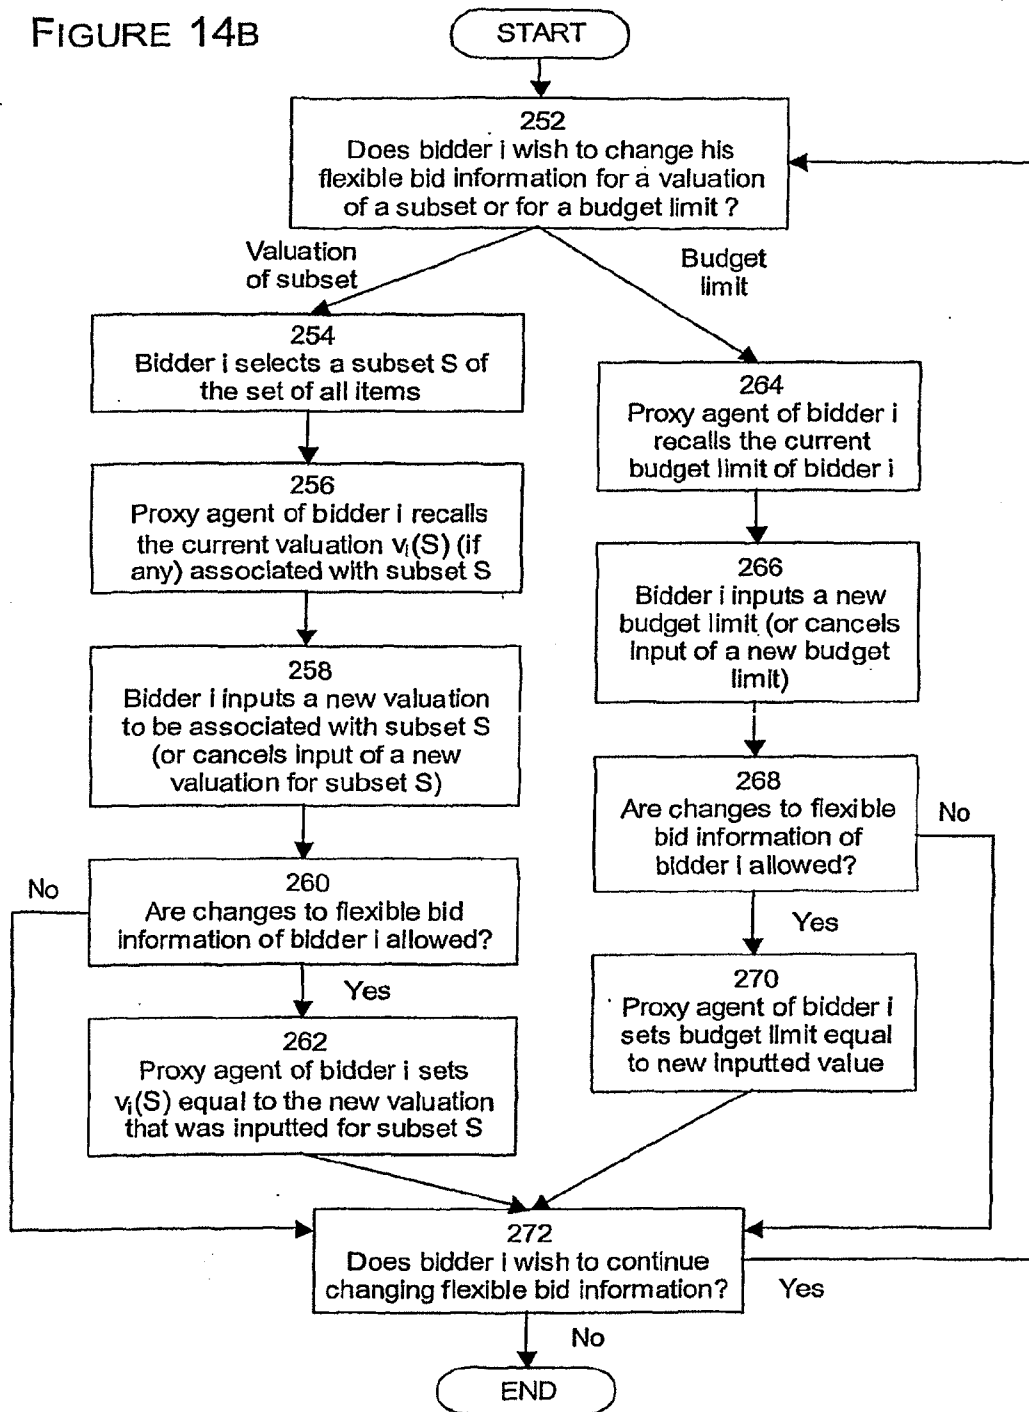 FIGURE 14B
START
252
Does bidder i wish to change his
flexible bid information for a valuation
of a subset or for a budget limit ?
Valuation
of subset
Budget
limit
254
Bidder i selects a subset S of
the set of all items
256
Proxy agent of bidder i recalls
the current valuation vᵢ(S) (if
any) associated with subset S
258
Bidder i inputs a new valuation
to be associated with subset S
(or cancels input of a new
valuation for subset S)
No
260
Are changes to flexible bid
information of bidder i allowed?
Yes
262
Proxy agent of bidder i sets
vᵢ(S) equal to the new valuation
that was inputted for subset S
264
Proxy agent of bidder i
recalls the current
budget limit of bidder i
266
Bidder i inputs a new
budget limit (or cancels
input of a new budget
limit)
268
Are changes to flexible
bid information of
bidder i allowed?
No
Yes
270
Proxy agent of bidder i
sets budget limit equal
to new inputted value
272
Does bidder i wish to continue
changing flexible bid information?
Yes
No
END